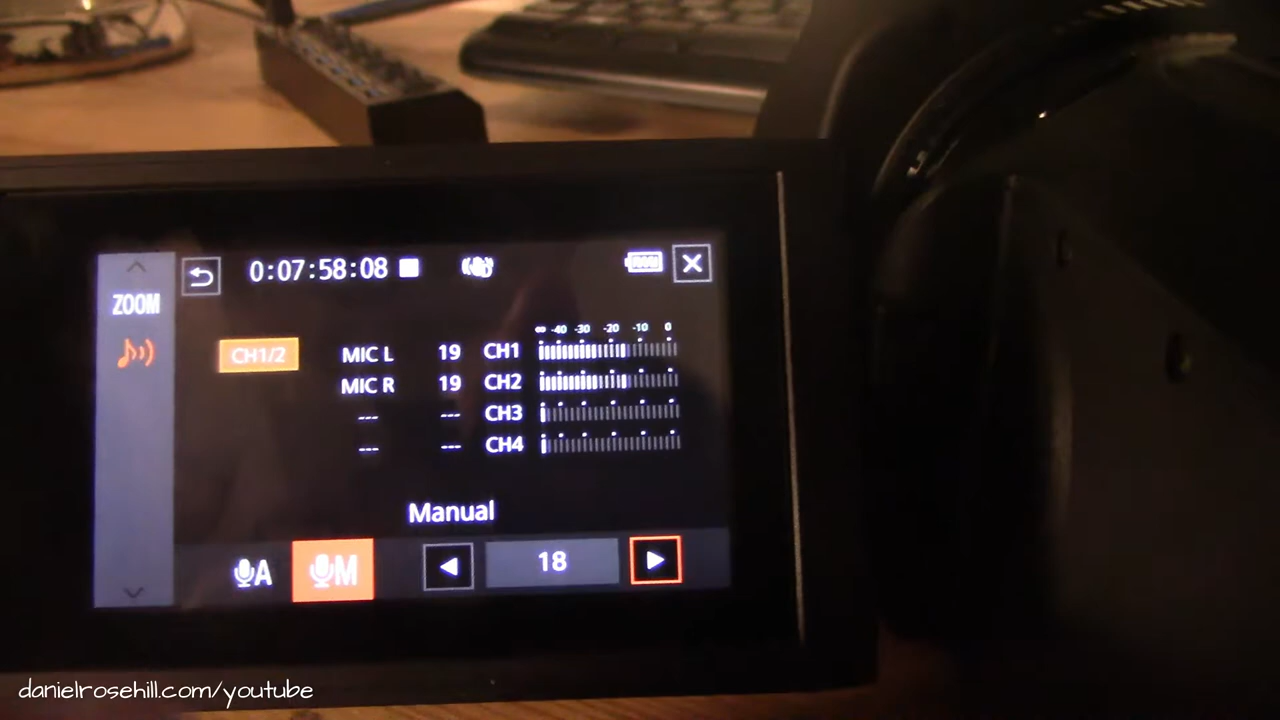 0:07:58:08
ZOOM
∞ -40 -30 -20 -10 0
CH1/2 MIC L 19 CH1
MIC R 19 CH2
--- --- CH3
--- --- CH4
Manual
A M 18
danielrosehill.com/youtube